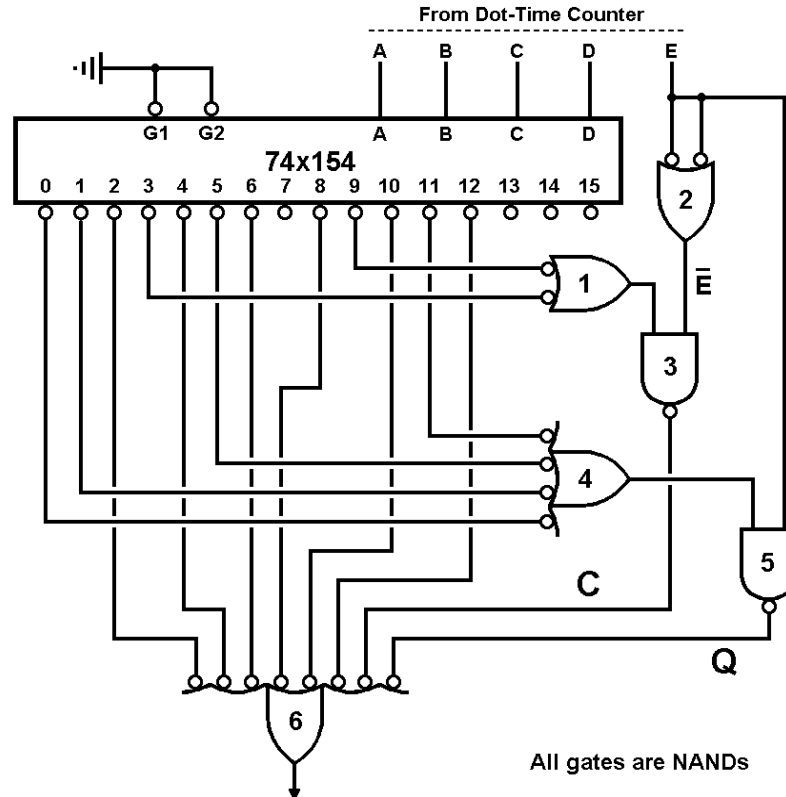 From Dot-Time Counter
A B C D E
G1 G2 A B C D
74x154
0 1 2 3 4 5 6 7 8 9 10 11 12 13 14 15
2
1
E̅
3
4
5
C
Q
6
All gates are NANDs